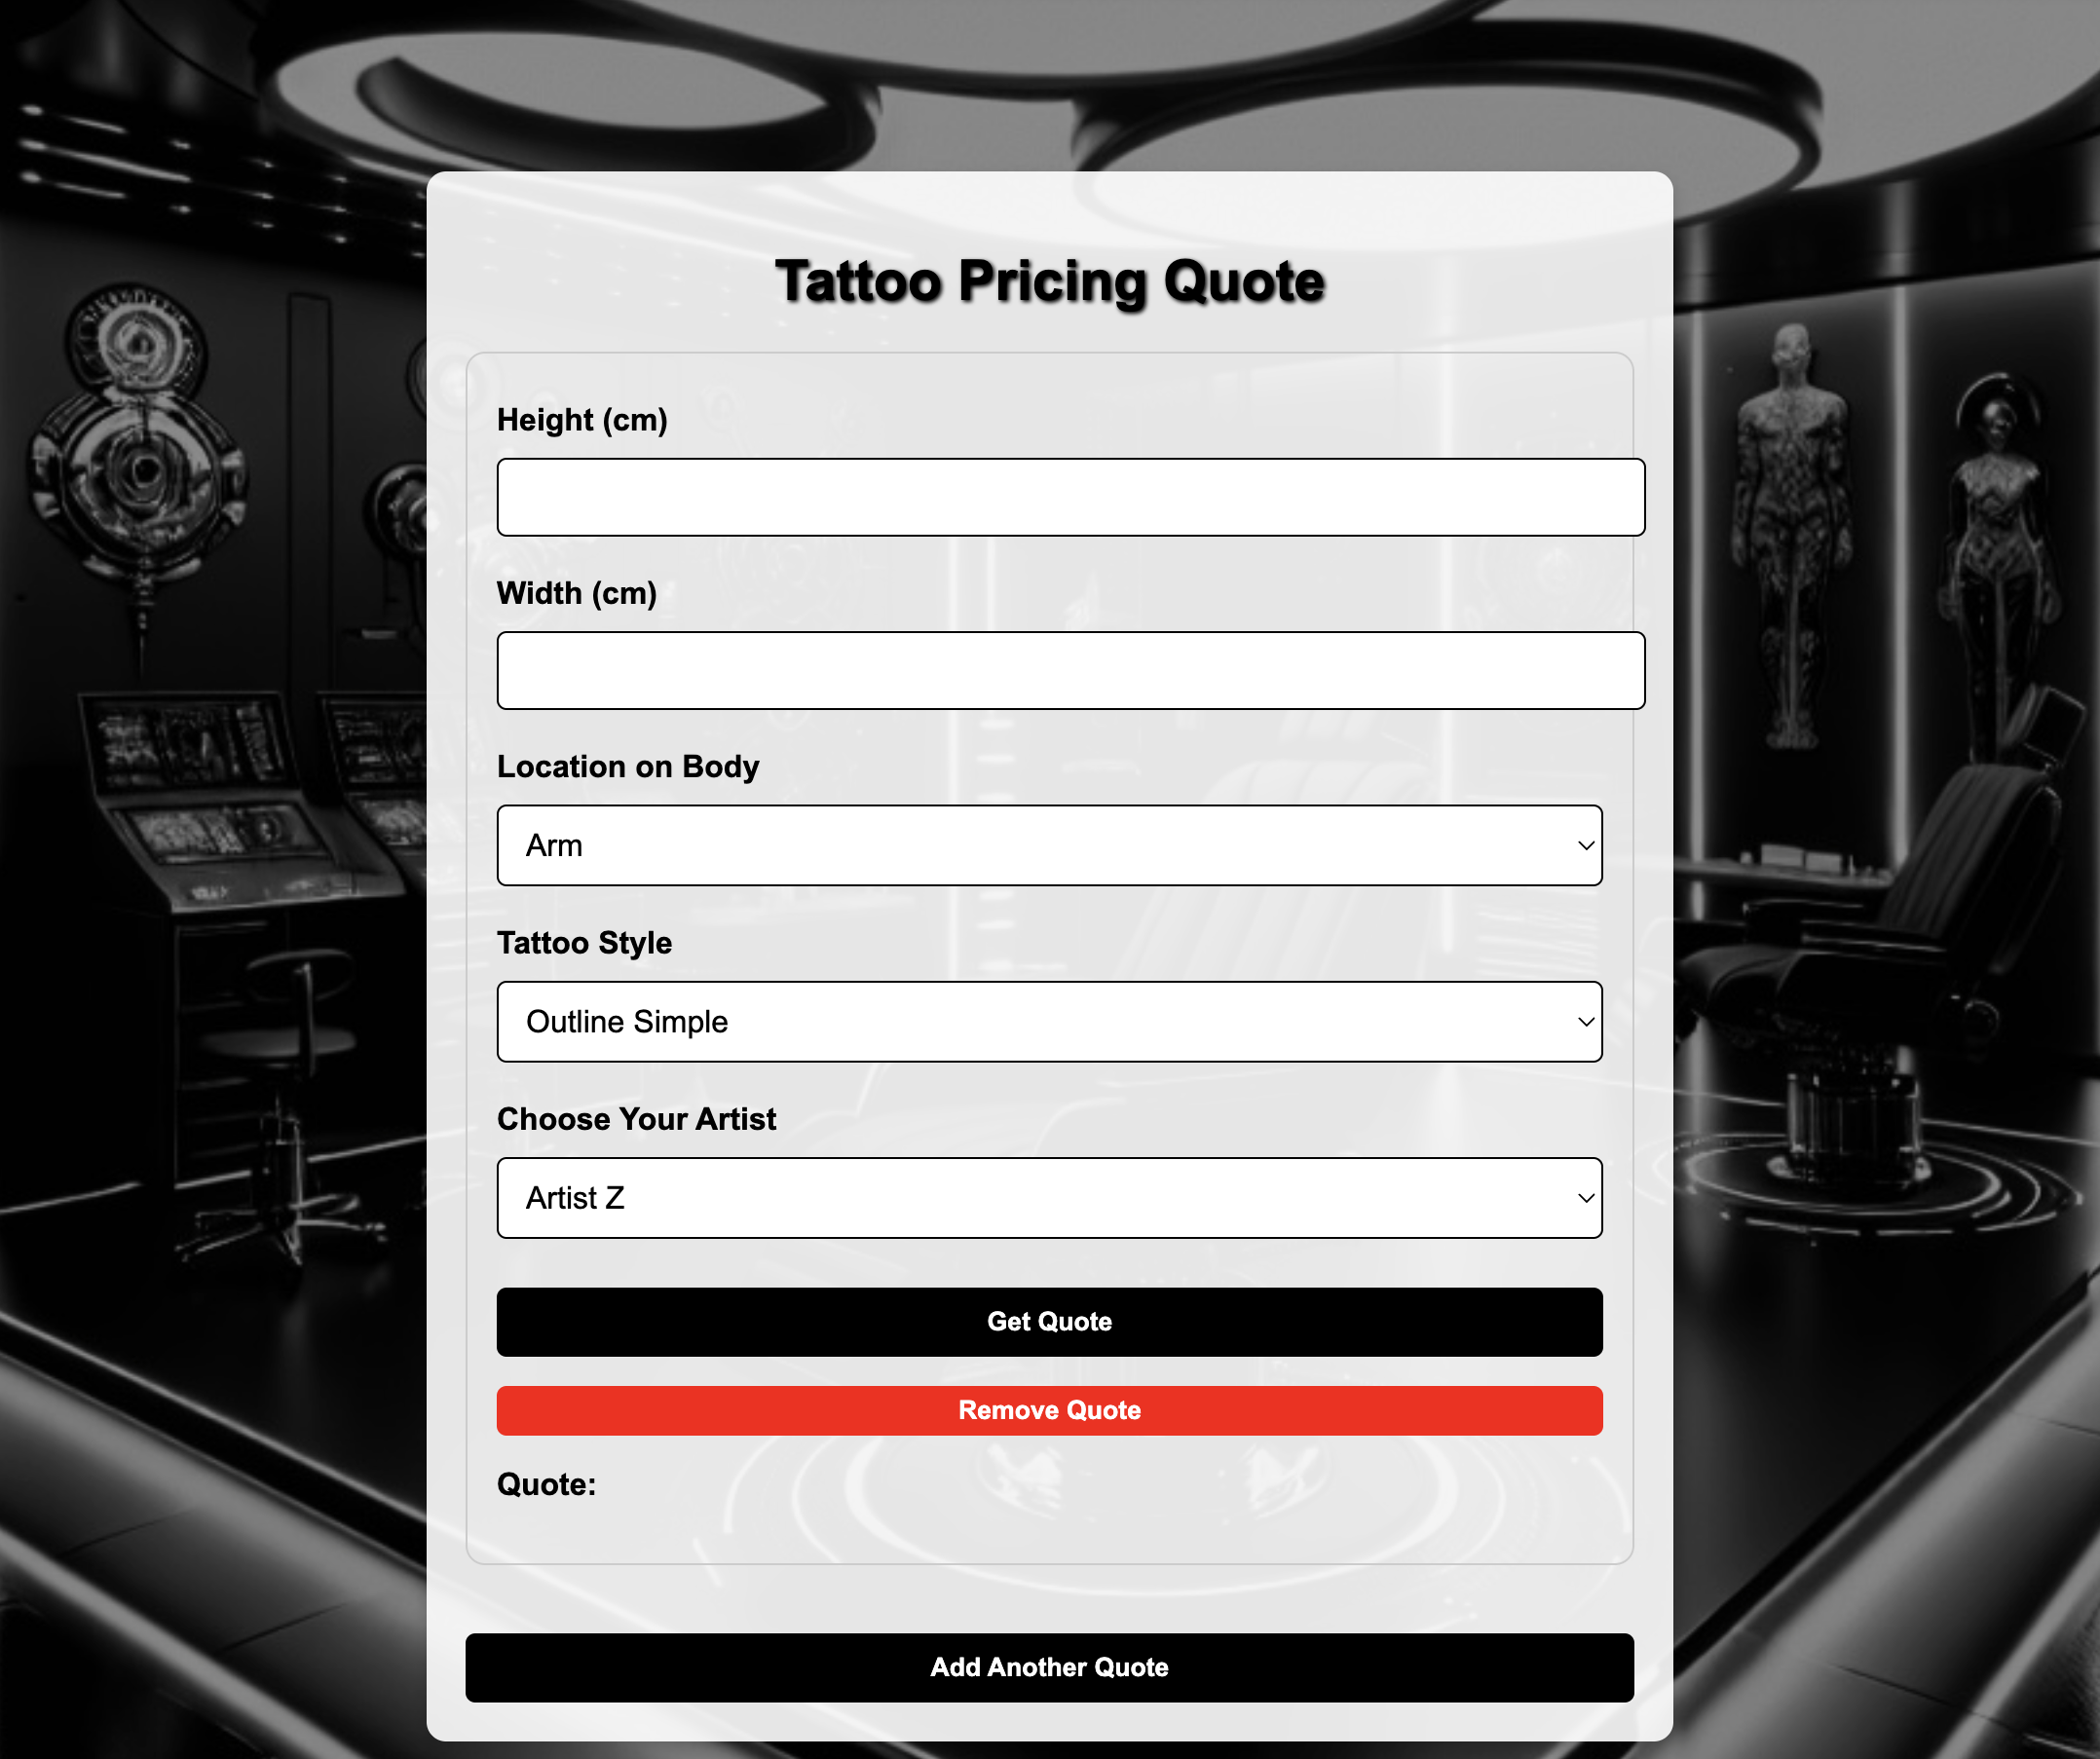 Tattoo Pricing Quote
Height (cm)
Width (cm)
Location on Body
Arm
Tattoo Style
Outline Simple
Choose Your Artist
Artist Z
Get Quote
Remove Quote
Quote:
Add Another Quote